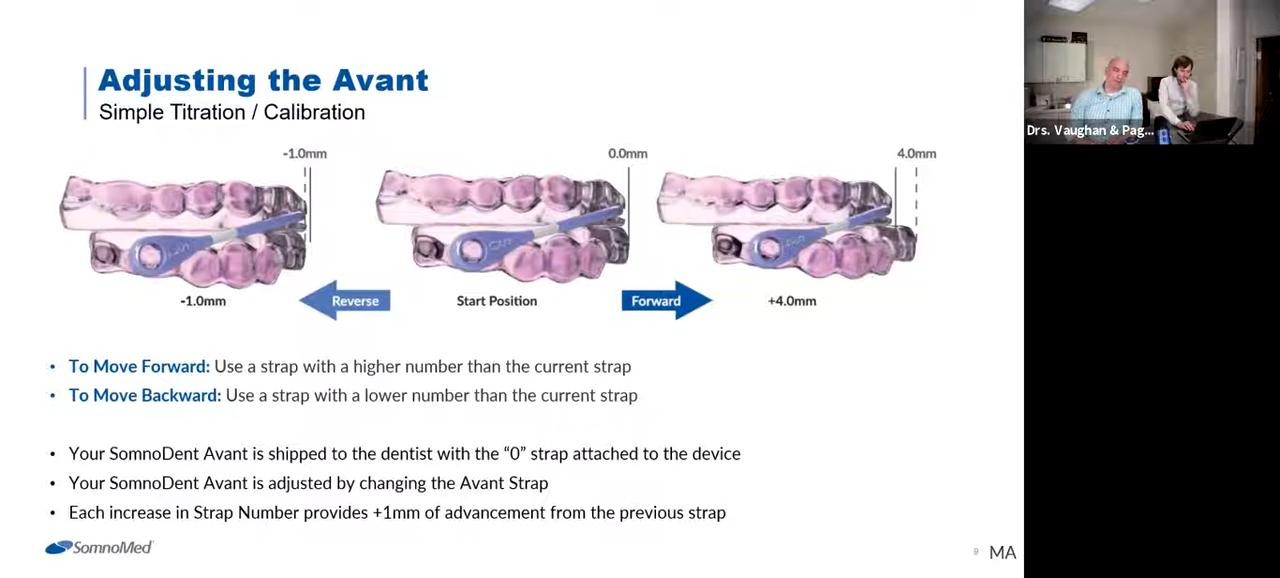 Adjusting the Avant
Simple Titration / Calibration
-1.0mm
0.0mm
4.0mm
-1.0mm
Reverse
Start Position
Forward
+4.0mm
• To Move Forward: Use a strap with a higher number than the current strap
• To Move Backward: Use a strap with a lower number than the current strap
• Your SomnoDent Avant is shipped to the dentist with the “0” strap attached to the device
• Your SomnoDent Avant is adjusted by changing the Avant Strap
• Each increase in Strap Number provides +1mm of advancement from the previous strap
SomnoMed
9
MA
Drs. Vaughan & Pag...